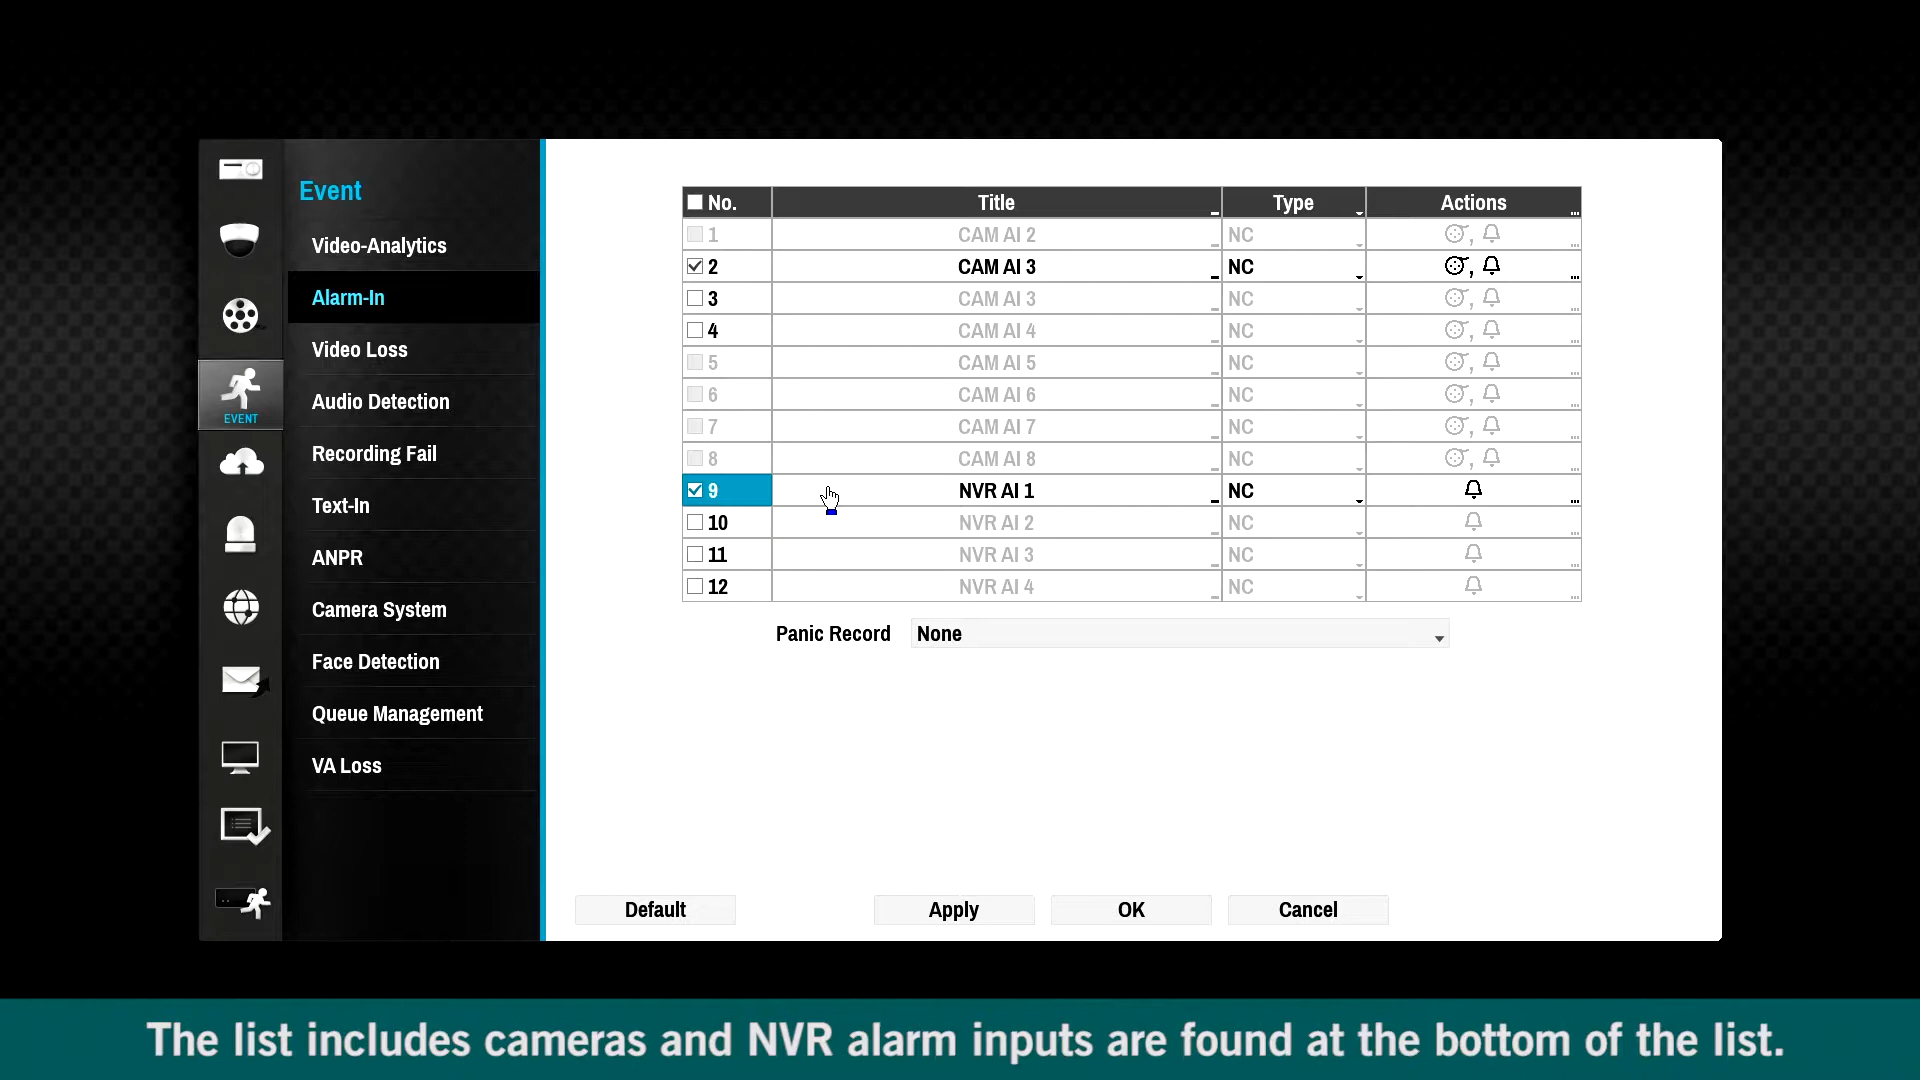 Event
Video-Analytics
Alarm-In
Video Loss
EVENT
Audio Detection
Recording Fail
Text-In
ANPR
Camera System
Face Detection
Queue Management
VA Loss
No. Title Type Actions
1 CAM AI 2 NC
2 CAM AI 3 NC
3 CAM AI 3 NC
4 CAM AI 4 NC
5 CAM AI 5 NC
6 CAM AI 6 NC
7 CAM AI 7 NC
8 CAM AI 8 NC
9 NVR AI 1 NC
10 NVR AI 2 NC
11 NVR AI 3 NC
12 NVR AI 4 NC
Panic Record None
Default Apply OK Cancel
The list includes cameras and NVR alarm inputs are found at the bottom of the list.